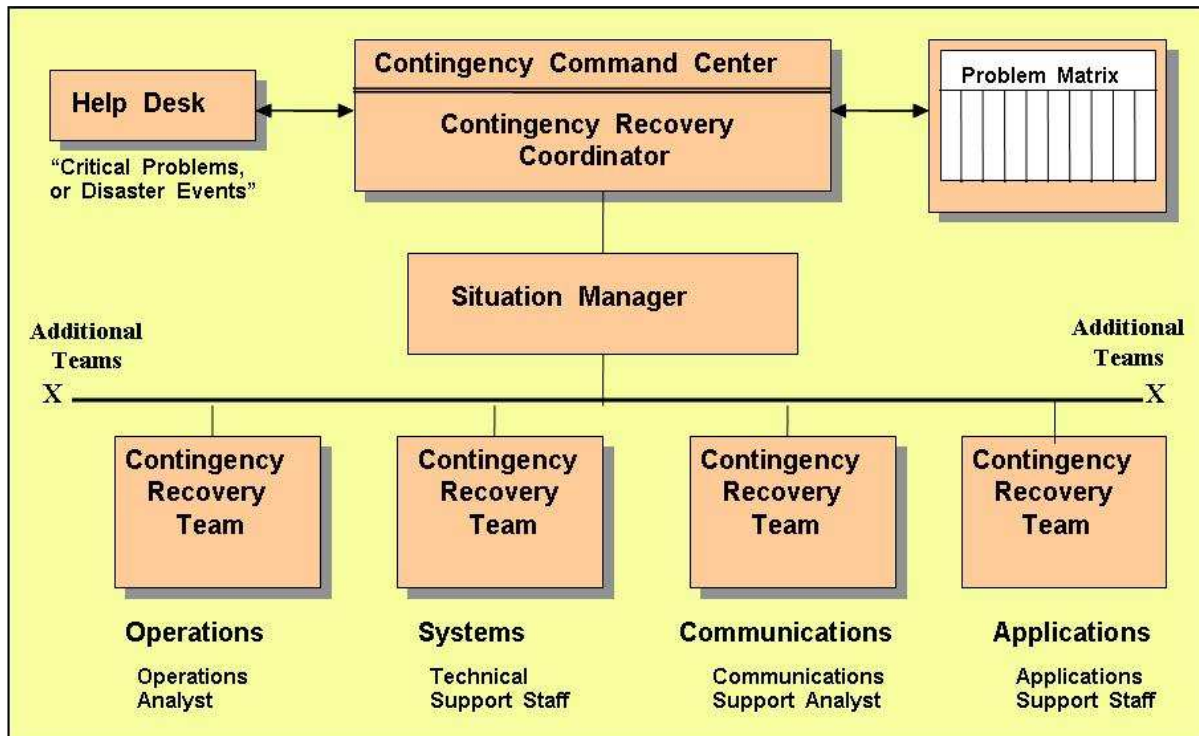 Contingency Command Center
Contingency Recovery
Coordinator
Help Desk
“Critical Problems,
or Disaster Events”
Problem Matrix
Situation Manager
Additional
Teams
X
Additional
Teams
X
Contingency
Recovery
Team
Contingency
Recovery
Team
Contingency
Recovery
Team
Contingency
Recovery
Team
Operations
Operations
Analyst
Systems
Technical
Support Staff
Communications
Communications
Support Analyst
Applications
Applications
Support Staff